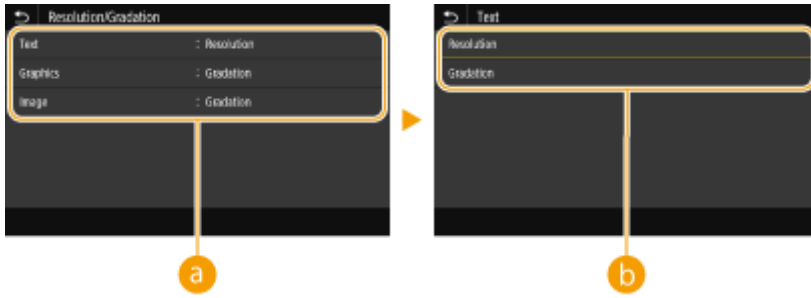 Resolution/Gradation
Text : Resolution
Graphics : Gradation
Image : Gradation
a
Text
Resolution
Gradation
b